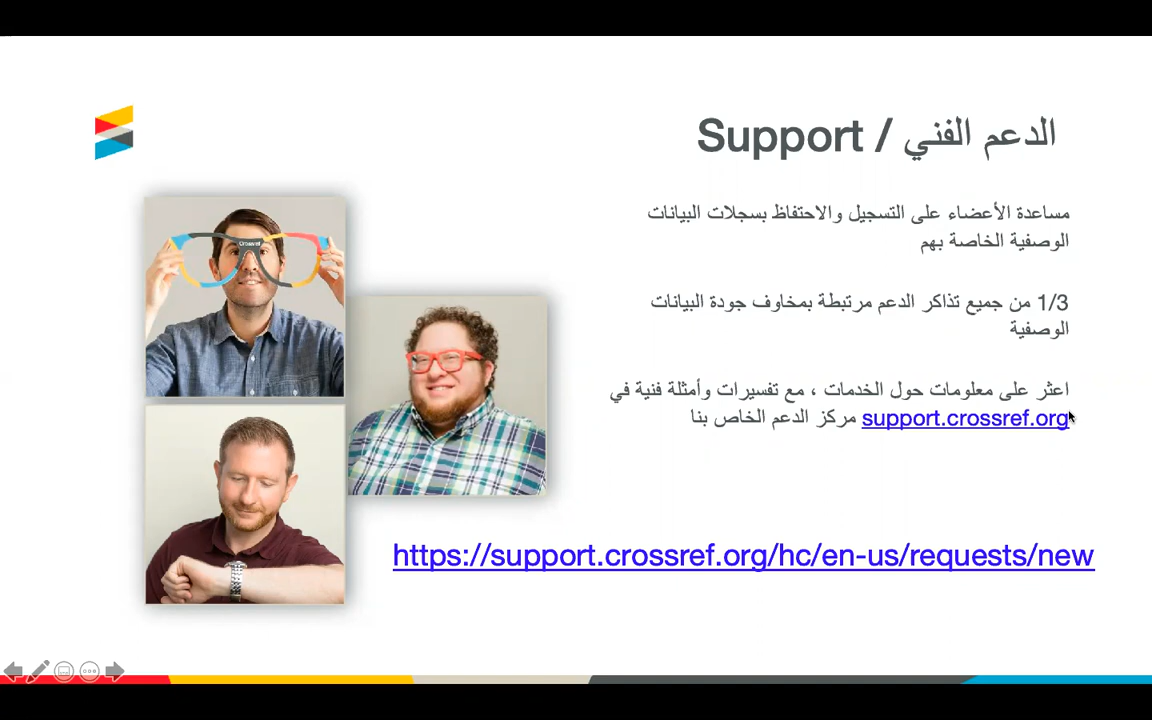 الدعم الفني / Support
مساعدة الأعضاء على التسجيل والاحتفاظ بسجلات البيانات
الوصفية الخاصة بهم
1/3 من جميع تذاكر الدعم مرتبطة بمخاوف جودة البيانات
الوصفية
اعثر على معلومات حول الخدمات ، مع تفسيرات وأمثلة فنية في
support.crossref.org مركز الدعم الخاص بنا
Crossref
https://support.crossref.org/hc/en-us/requests/new